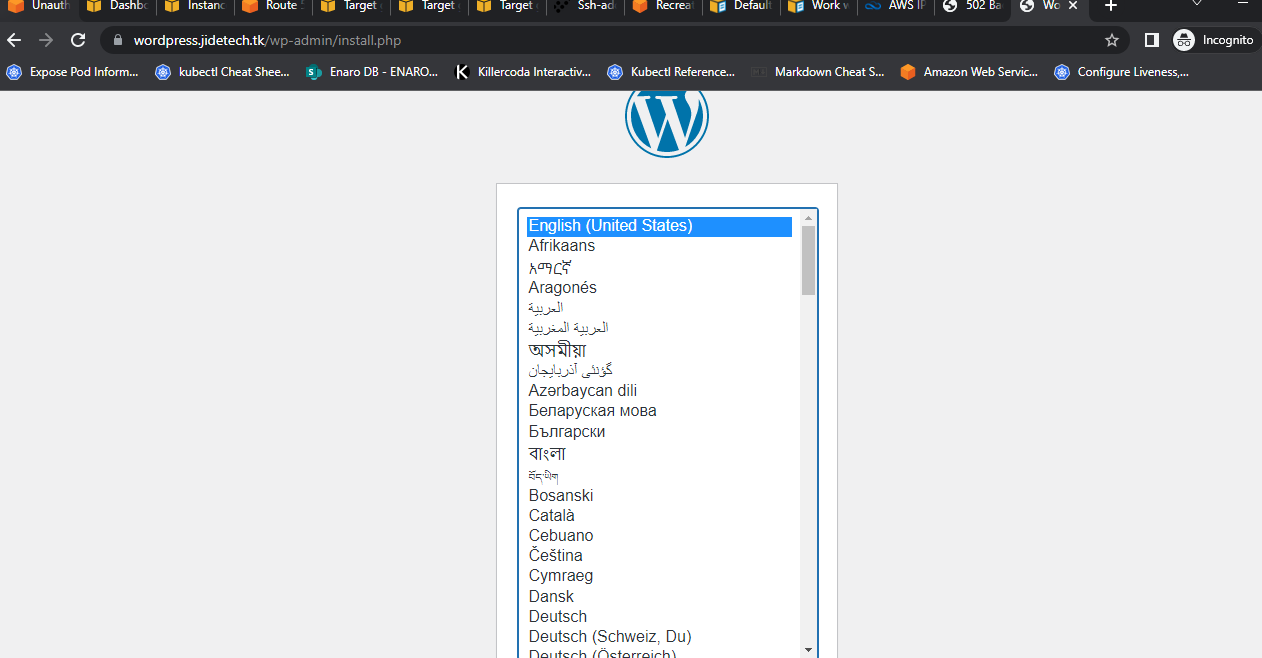 Unauth
Dashbo
Instanc
Route 5
Target
Target
Target
Ssh-ad
Recreat
Default
Work w
AWS IP
502 Ba
Wo
wordpress.jidetech.tk/wp-admin/install.php
Incognito
Expose Pod Inform...
kubectl Cheat Shee...
Enaro DB - ENARO...
Killercoda Interactiv...
Kubectl Reference...
Markdown Cheat S...
Amazon Web Servic...
Configure Liveness,...
English (United States)
Afrikaans
አማርኛ
Aragonés
العربية
العربية المغربية
অসমীয়া
گؤنئی آذربایجان
Azərbaycan dili
Беларуская мова
Български
বাংলা
བོད་ཡིག
Bosanski
Català
Cebuano
Čeština
Cymraeg
Dansk
Deutsch
Deutsch (Schweiz, Du)
Deutsch (Österreich)